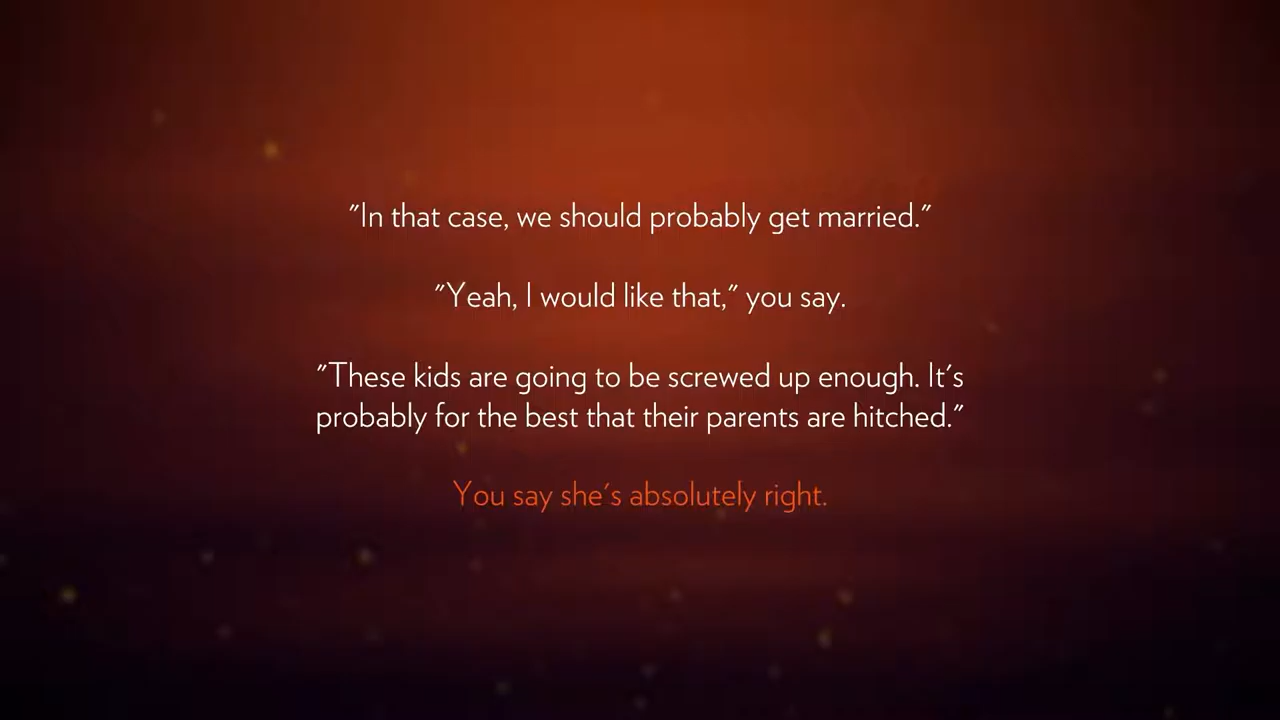 "In that case, we should probably get married."
"Yeah, I would like that," you say.
"These kids are going to be screwed up enough. It's
probably for the best that their parents are hitched."
You say she's absolutely right.